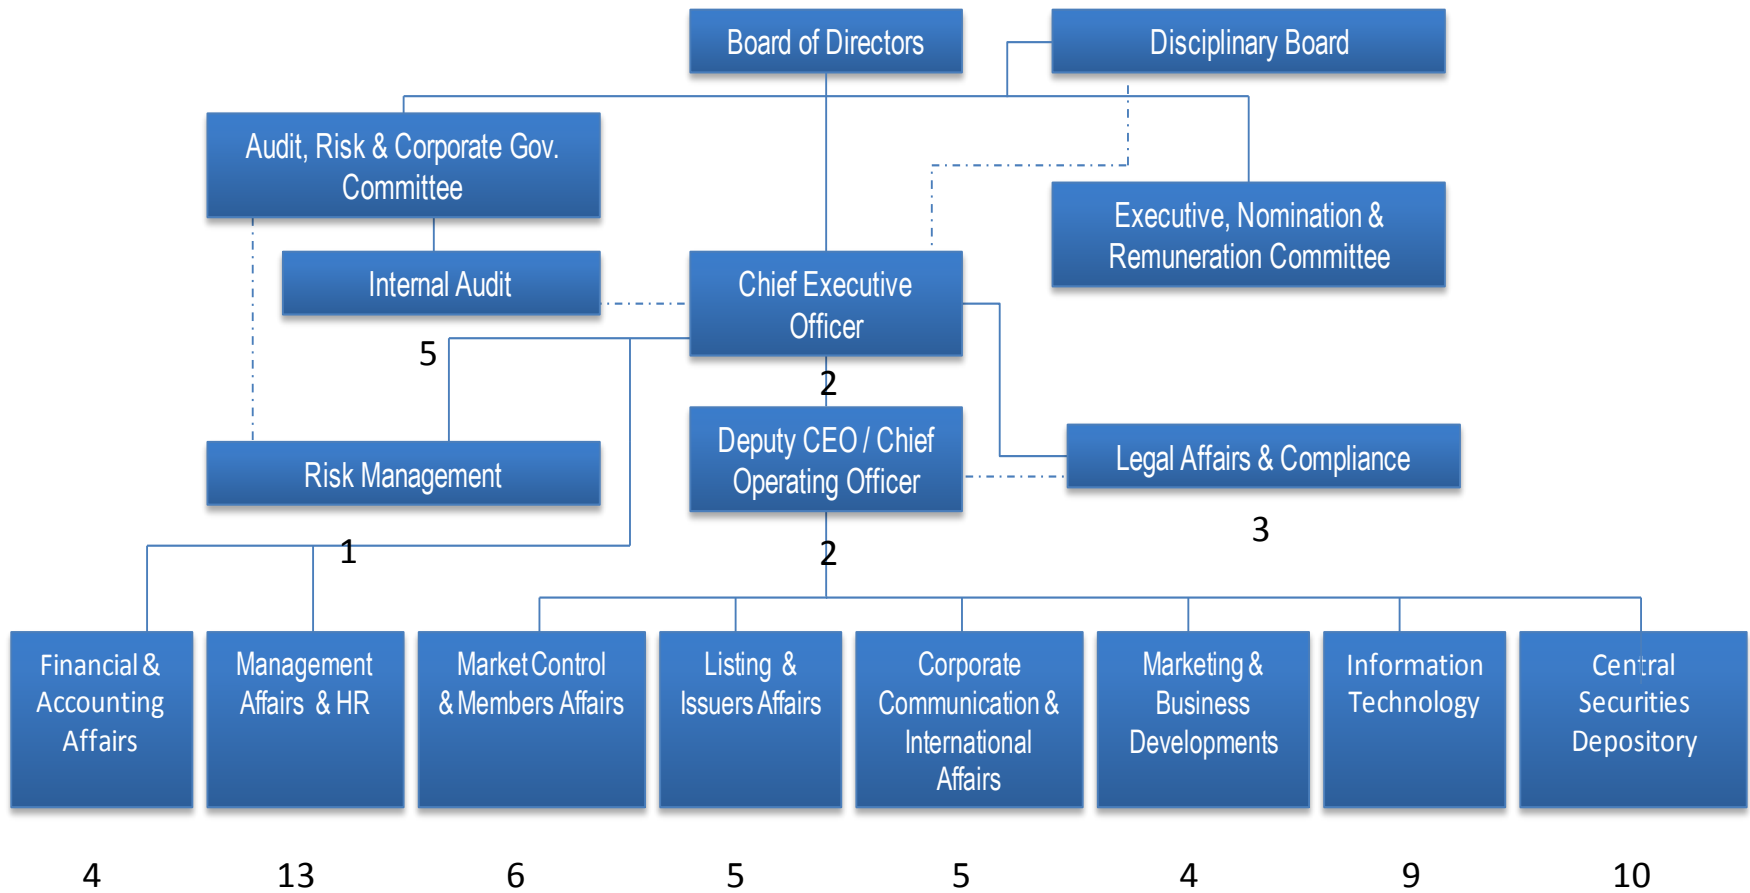 Board of Directors
Disciplinary Board
Audit, Risk & Corporate Gov.
Committee
Executive, Nomination &
Remuneration Committee
Internal Audit
Chief Executive
Officer
5
2
Deputy CEO / Chief
Operating Officer
Legal Affairs & Compliance
Risk Management
3
1
2
Financial &
Accounting
Affairs
Management
Affairs & HR
Market Control
& Members Affairs
Listing &
Issuers Affairs
Corporate
Communication &
International
Affairs
Marketing &
Business
Developments
Information
Technology
Central
Securities
Depository
4
13
6
5
5
4
9
10